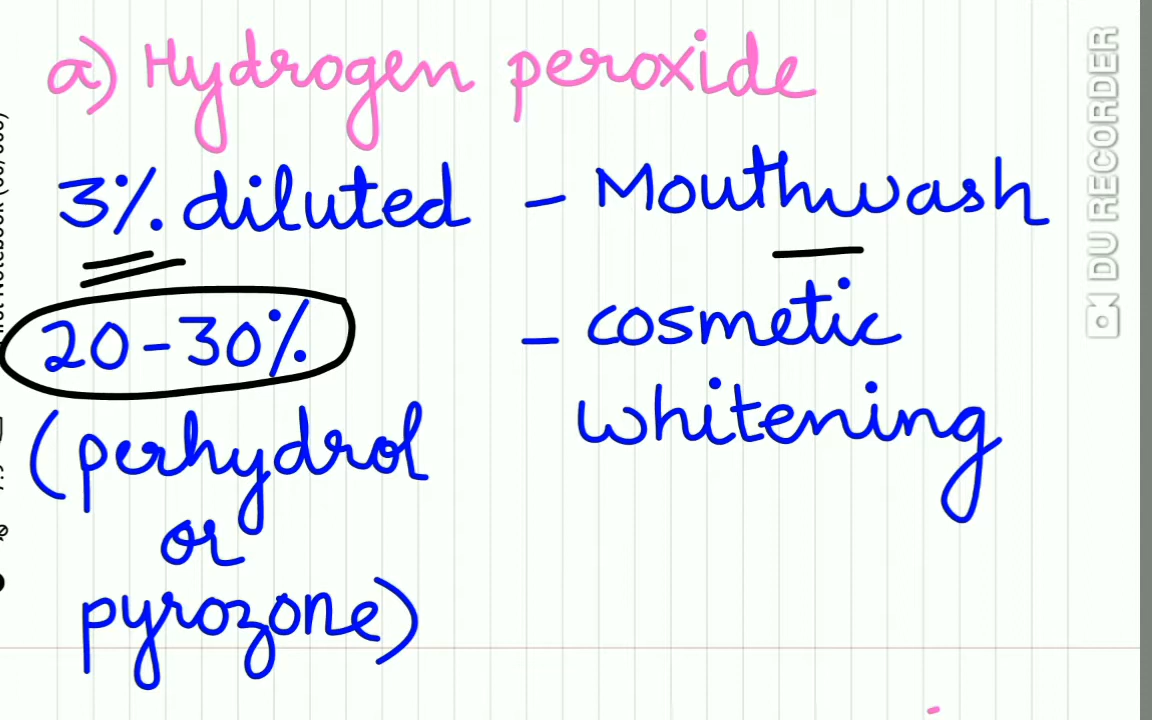 a) Hydrogen peroxide
3% diluted - Mouthwash
20-30% - cosmetic
whitening
(perhydrol
or
pyrozone)
DU RECORDER